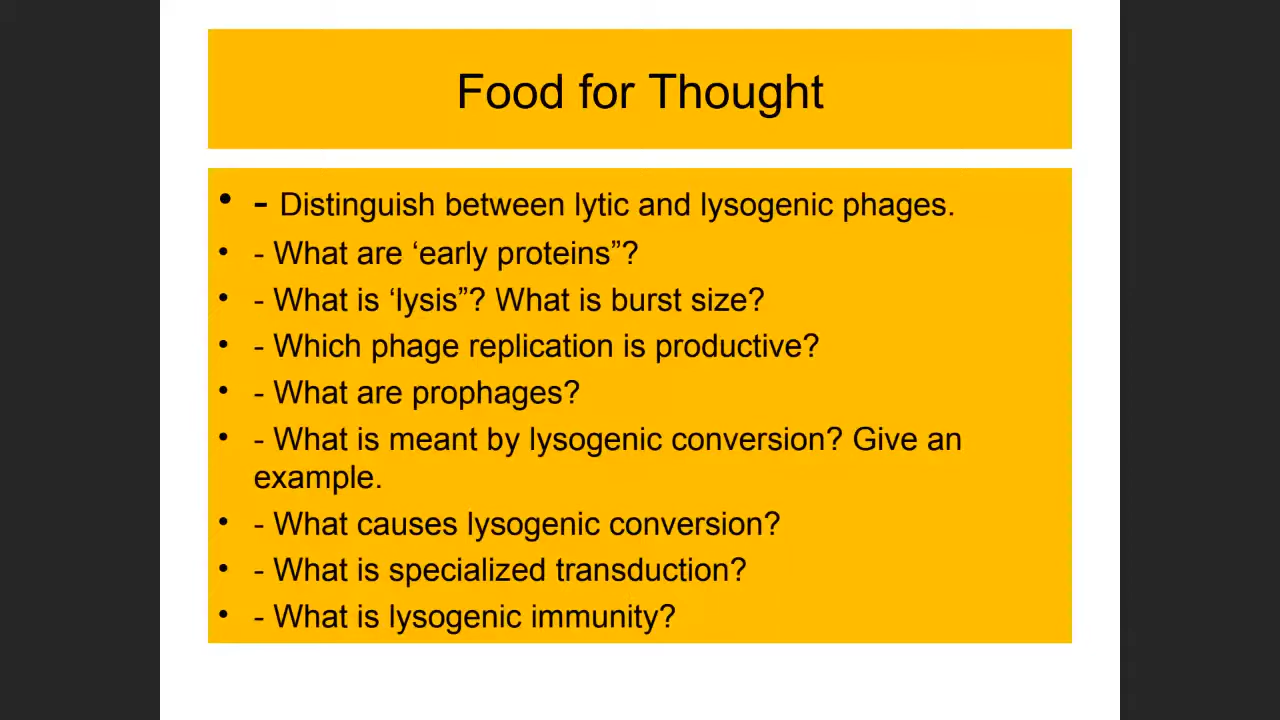 Food for Thought
• - Distinguish between lytic and lysogenic phages.
• - What are ‘early proteins”?
• - What is ‘lysis”? What is burst size?
• - Which phage replication is productive?
• - What are prophages?
• - What is meant by lysogenic conversion? Give an
example.
• - What causes lysogenic conversion?
• - What is specialized transduction?
• - What is lysogenic immunity?